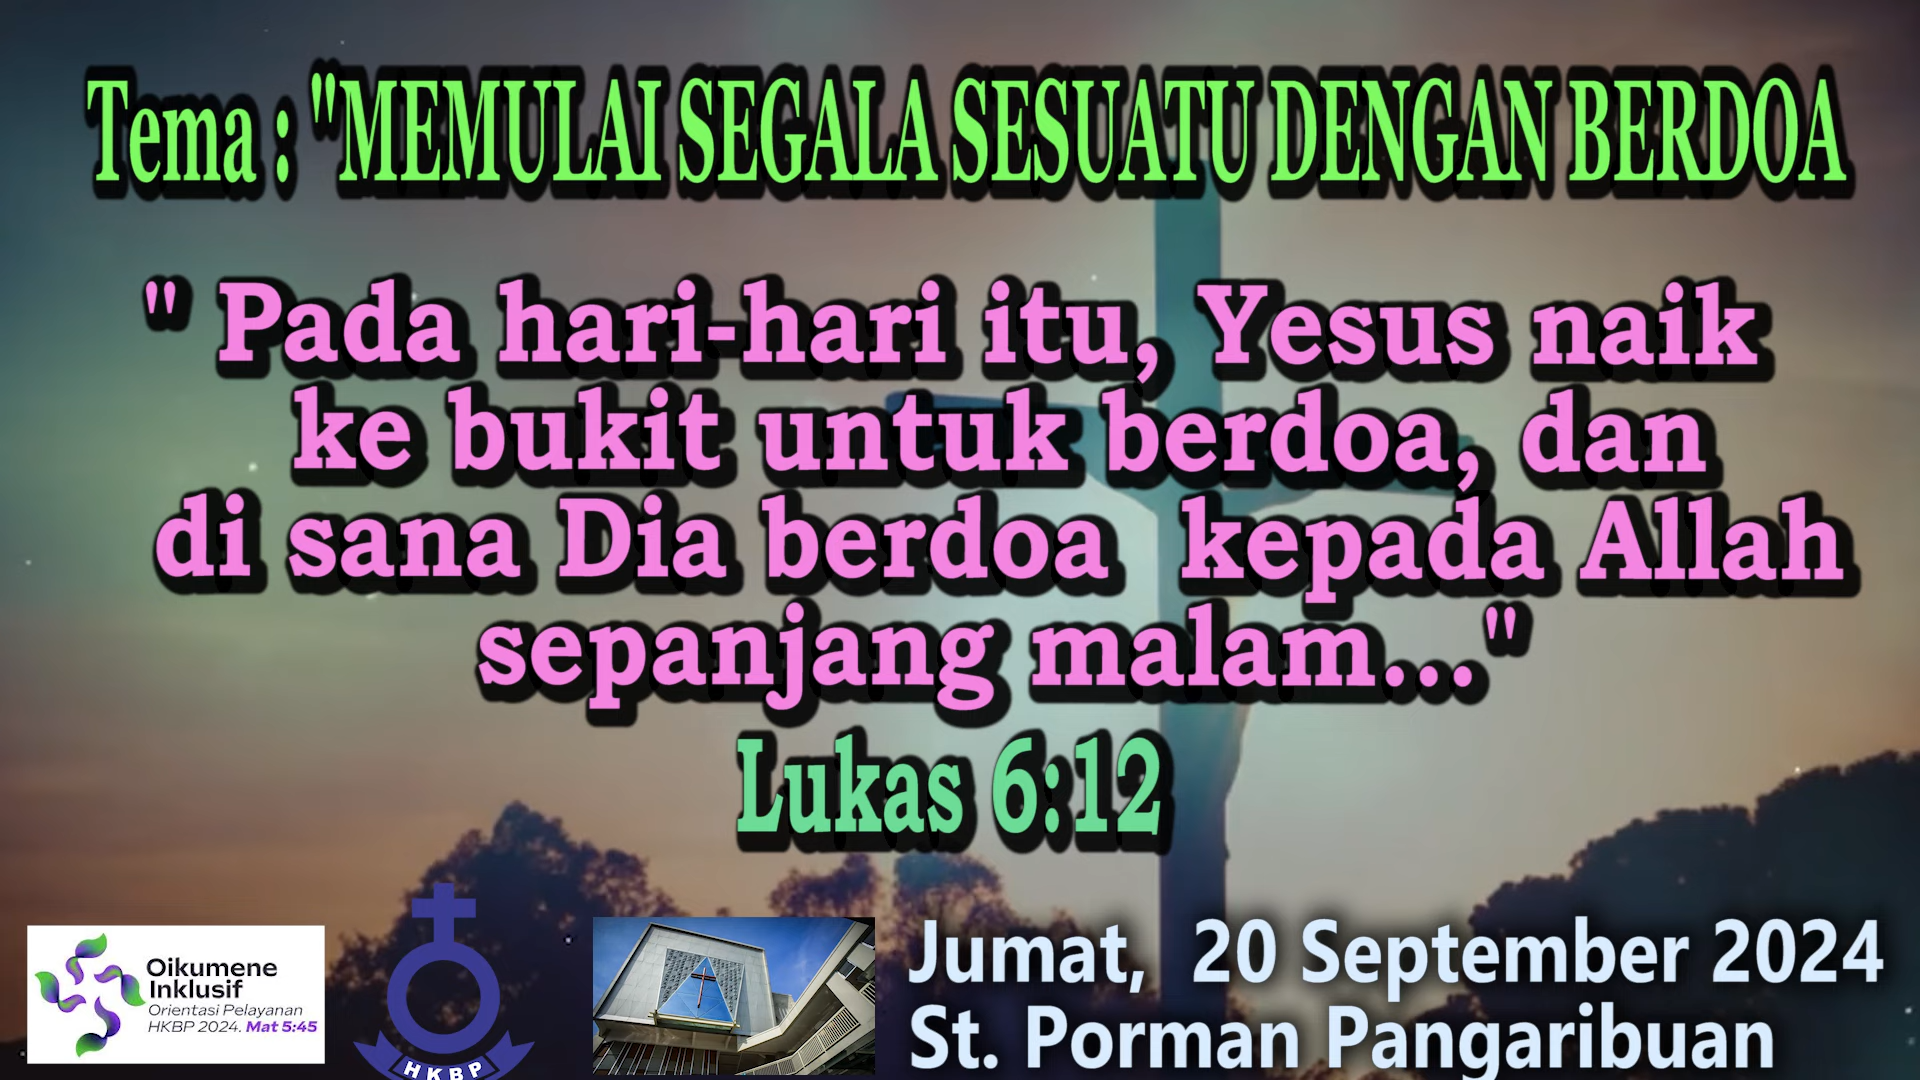 Tema : "MEMULAI SEGALA SESUATU DENGAN BERDOA
" Pada hari-hari itu, Yesus naik
ke bukit untuk berdoa, dan
di sana Dia berdoa kepada Allah
sepanjang malam..."
Lukas 6:12
Oikumene
Inklusif
Orientasi Pelayanan
HKBP 2024. Mat 5:45
HKBP
Jumat, 20 September 2024
St. Porman Pangaribuan